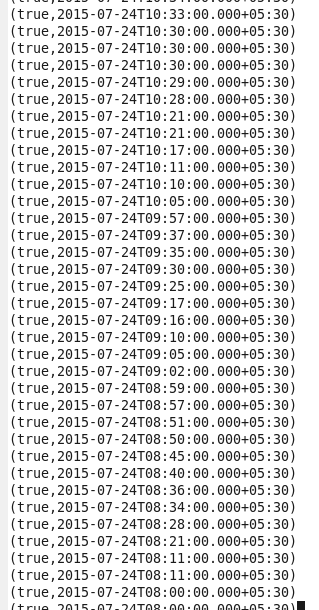 (true,2015-07-24T10:33:00.000+05:30)
(true,2015-07-24T10:30:00.000+05:30)
(true,2015-07-24T10:30:00.000+05:30)
(true,2015-07-24T10:30:00.000+05:30)
(true,2015-07-24T10:29:00.000+05:30)
(true,2015-07-24T10:28:00.000+05:30)
(true,2015-07-24T10:21:00.000+05:30)
(true,2015-07-24T10:21:00.000+05:30)
(true,2015-07-24T10:17:00.000+05:30)
(true,2015-07-24T10:11:00.000+05:30)
(true,2015-07-24T10:10:00.000+05:30)
(true,2015-07-24T10:05:00.000+05:30)
(true,2015-07-24T09:57:00.000+05:30)
(true,2015-07-24T09:37:00.000+05:30)
(true,2015-07-24T09:35:00.000+05:30)
(true,2015-07-24T09:30:00.000+05:30)
(true,2015-07-24T09:25:00.000+05:30)
(true,2015-07-24T09:17:00.000+05:30)
(true,2015-07-24T09:16:00.000+05:30)
(true,2015-07-24T09:10:00.000+05:30)
(true,2015-07-24T09:05:00.000+05:30)
(true,2015-07-24T09:02:00.000+05:30)
(true,2015-07-24T08:59:00.000+05:30)
(true,2015-07-24T08:57:00.000+05:30)
(true,2015-07-24T08:51:00.000+05:30)
(true,2015-07-24T08:50:00.000+05:30)
(true,2015-07-24T08:45:00.000+05:30)
(true,2015-07-24T08:40:00.000+05:30)
(true,2015-07-24T08:36:00.000+05:30)
(true,2015-07-24T08:34:00.000+05:30)
(true,2015-07-24T08:28:00.000+05:30)
(true,2015-07-24T08:21:00.000+05:30)
(true,2015-07-24T08:11:00.000+05:30)
(true,2015-07-24T08:11:00.000+05:30)
(true,2015-07-24T08:00:00.000+05:30)
(true,2015-07-24T08:00:00.000+05:30)